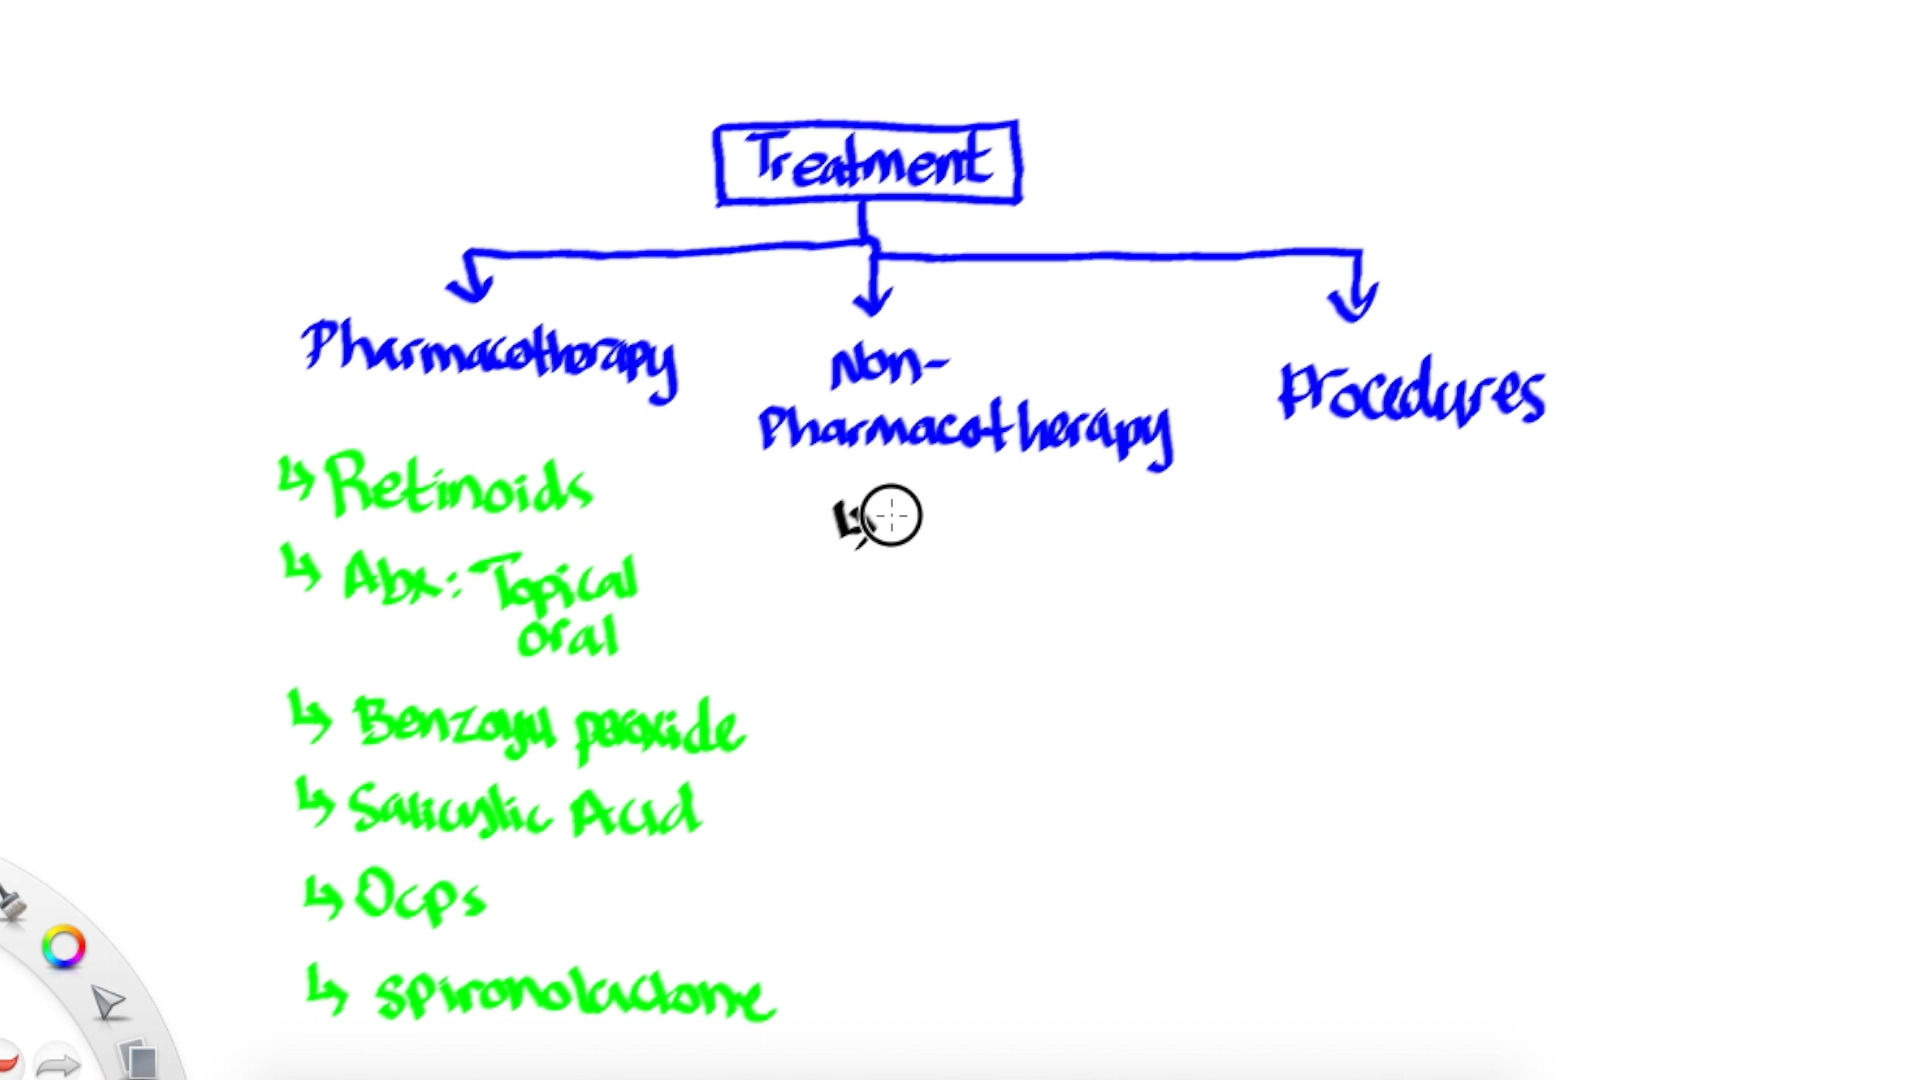 Treatment
Pharmacotherapy
Non-
Pharmacotherapy
Procedures
↳ Retinoids
↳ Abx: Topical
oral
↳ Benzoyl peroxide
↳ Salicylic Acid
↳ Ocps
↳ spironolactone
↳